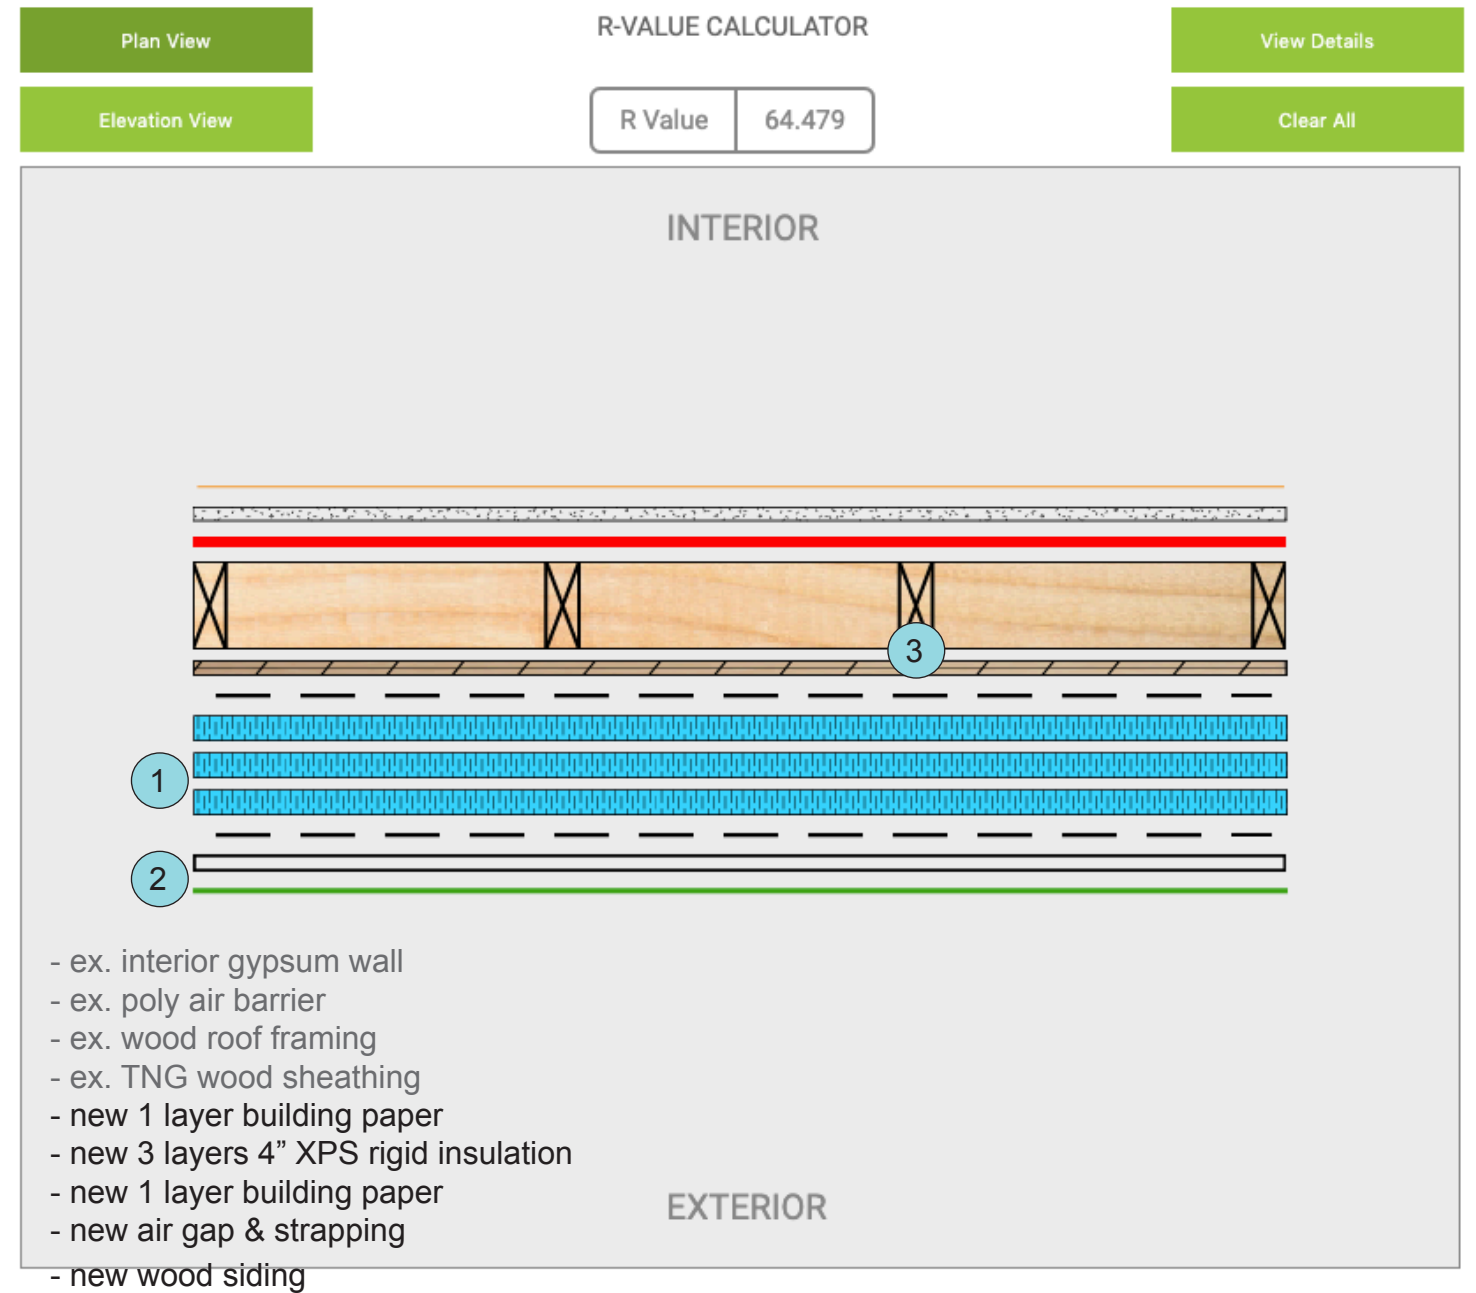 Plan View
R-VALUE CALCULATOR
View Details
Elevation View
R Value 64.479
Clear All
INTERIOR
3
1
2
- ex. interior gypsum wall
- ex. poly air barrier
- ex. wood roof framing
- ex. TNG wood sheathing
- new 1 layer building paper
- new 3 layers 4” XPS rigid insulation
- new 1 layer building paper
EXTERIOR
- new air gap & strapping
- new wood siding